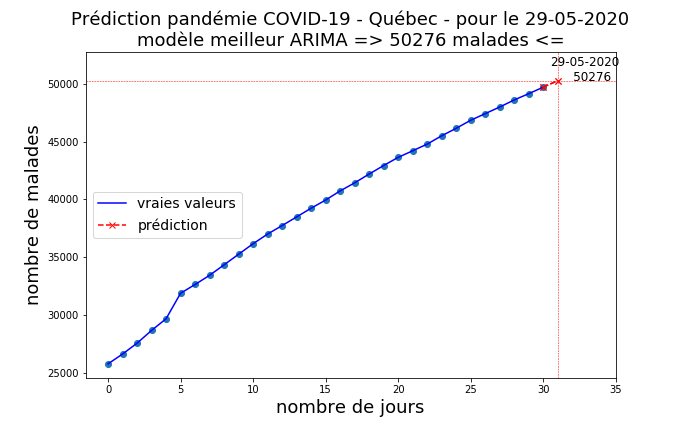 Prédiction pandémie COVID-19 - Québec - pour le 29-05-2020
modèle meilleur ARIMA => 50276 malades <=
29-05-2020
50276
50000
45000
40000
35000
30000
25000
nombre de malades
vraies valeurs
prédiction
0 5 10 15 20 25 30 35
nombre de jours